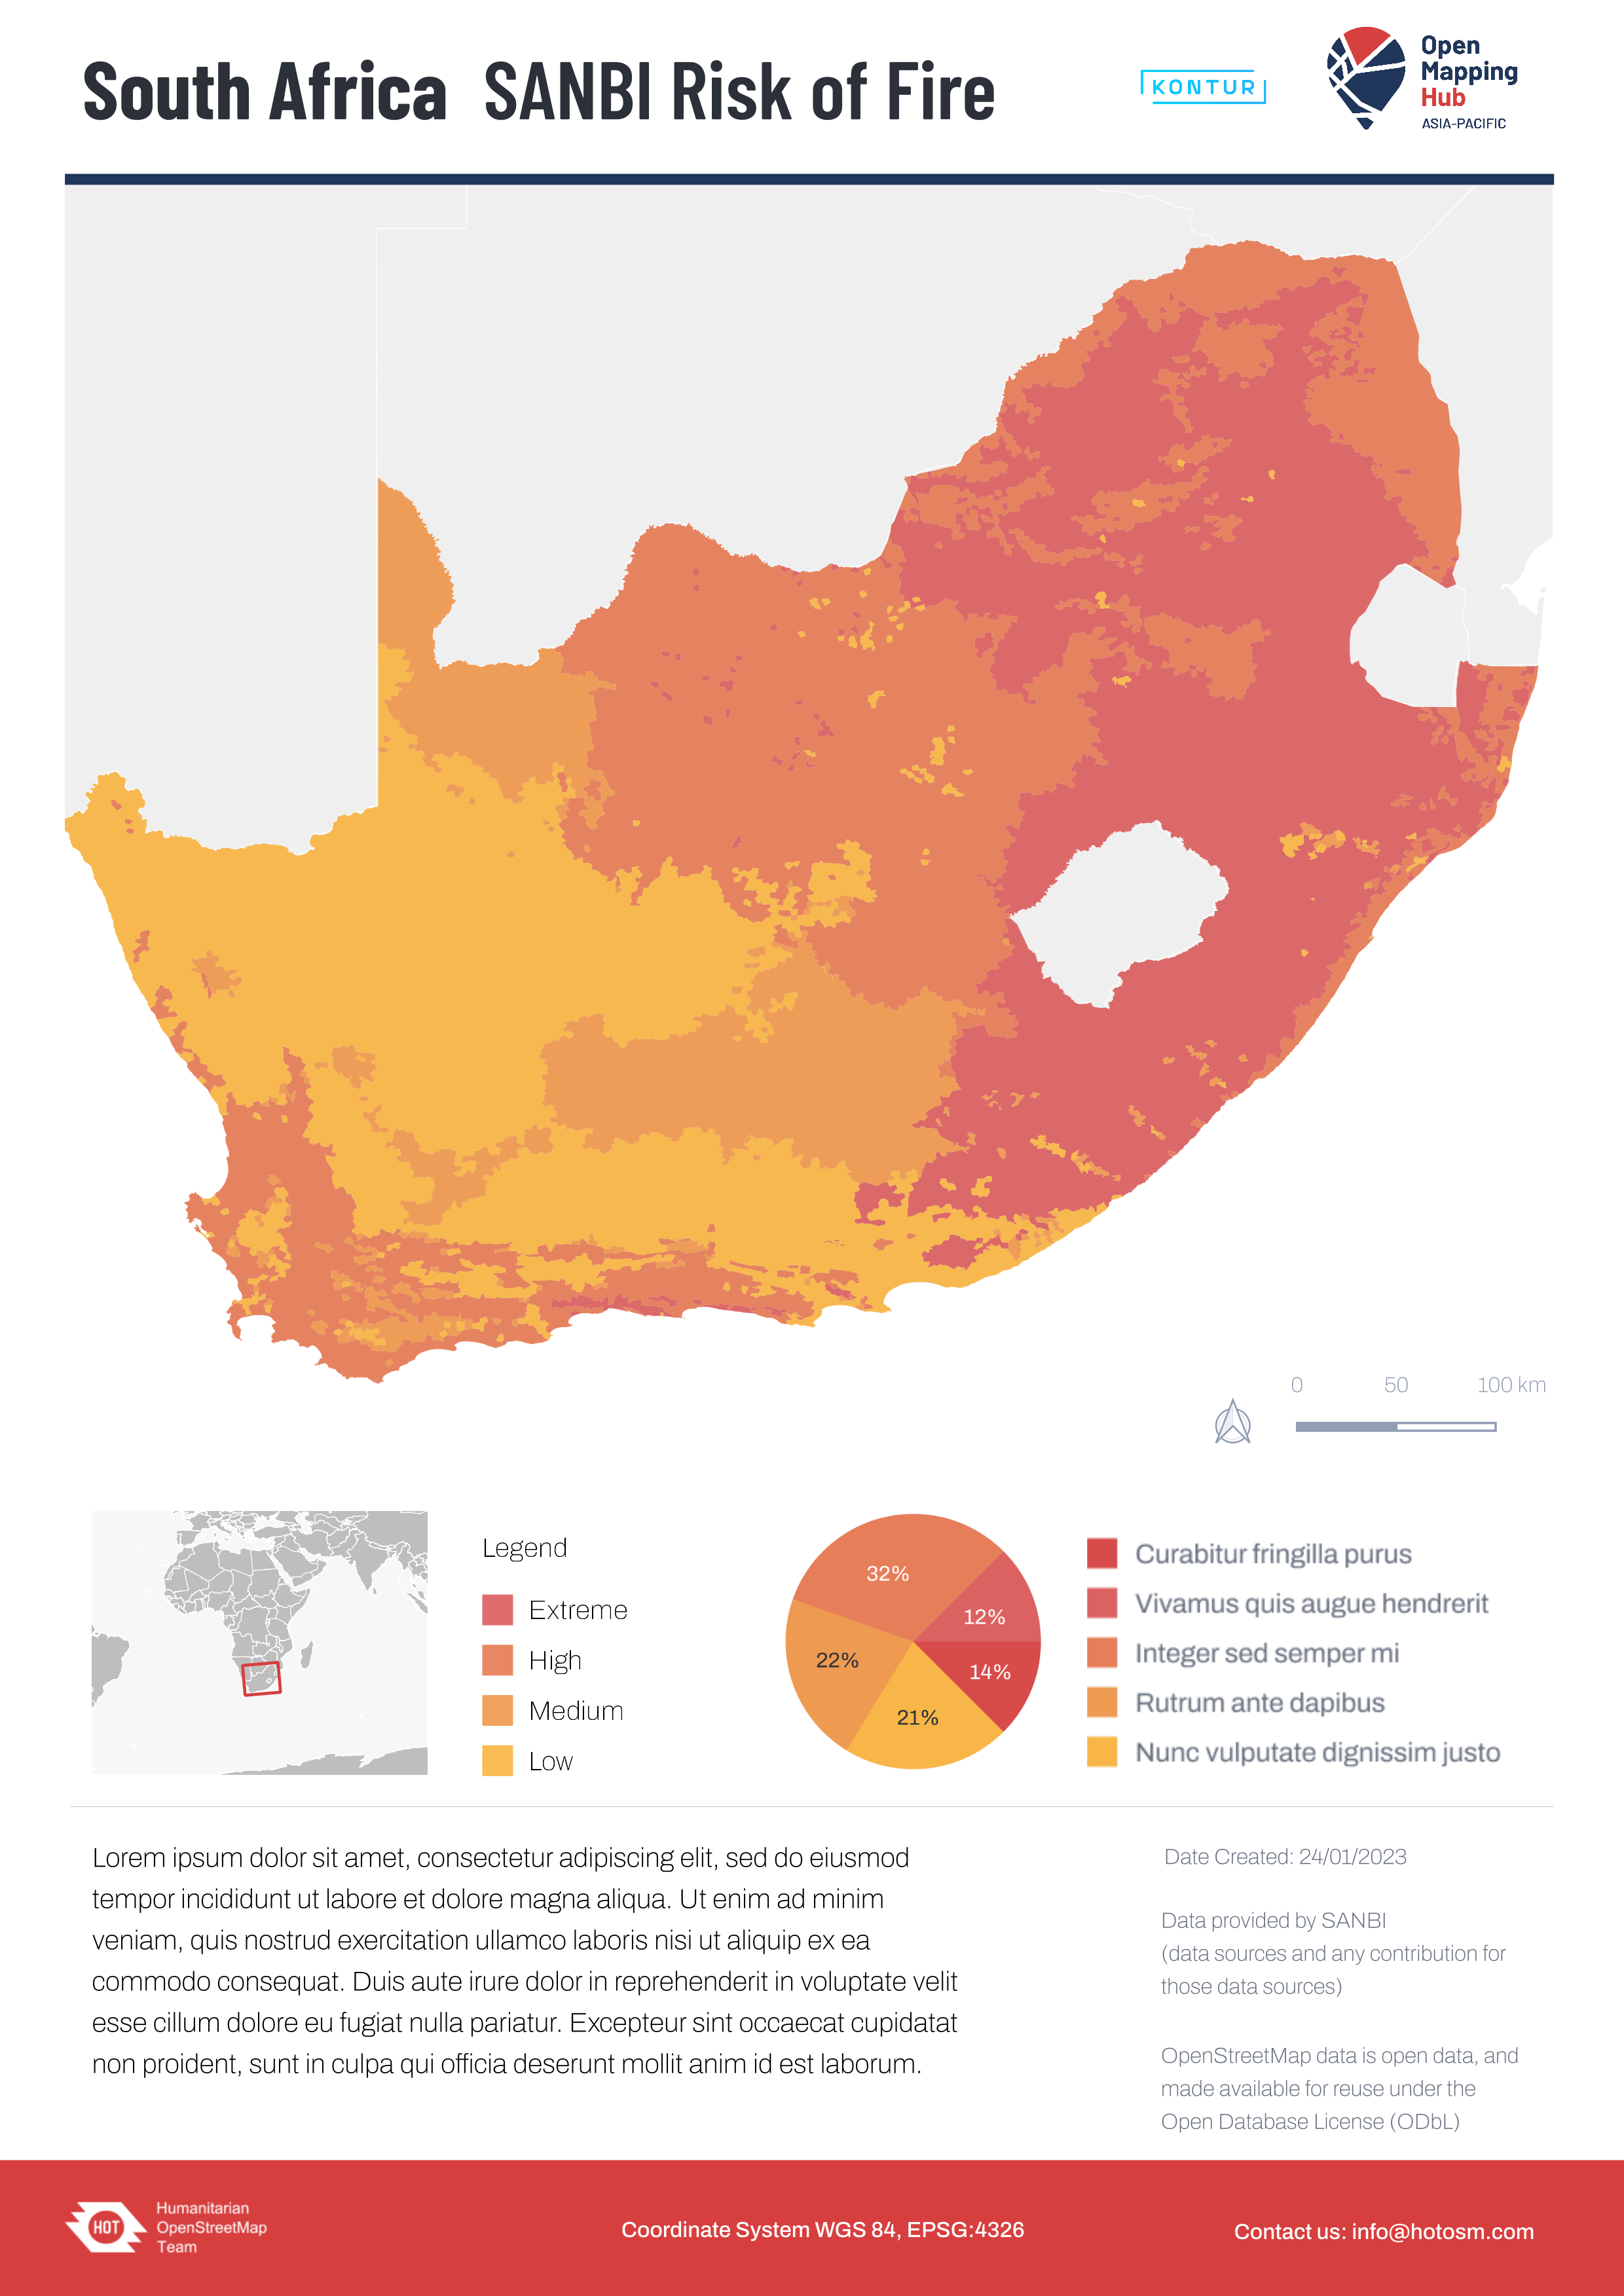 South Africa SANBI Risk of Fire
KONTUR
Open
Mapping
Hub
ASIA-PACIFIC
0 50 100 km
Legend
Extreme
High
Medium
Low
32%
12%
22%
14%
21%
Curabitur fringilla purus
Vivamus quis augue hendrerit
Integer sed semper mi
Rutrum ante dapibus
Nunc vulputate dignissim justo
Lorem ipsum dolor sit amet, consectetur adipiscing elit, sed do eiusmod
tempor incididunt ut labore et dolore magna aliqua. Ut enim ad minim
veniam, quis nostrud exercitation ullamco laboris nisi ut aliquip ex ea
commodo consequat. Duis aute irure dolor in reprehenderit in voluptate velit
esse cillum dolore eu fugiat nulla pariatur. Excepteur sint occaecat cupidatat
non proident, sunt in culpa qui officia deserunt mollit anim id est laborum.
Date Created: 24/01/2023
Data provided by SANBI
(data sources and any contribution for
those data sources)
OpenStreetMap data is open data, and
made available for reuse under the
Open Database License (ODbL)
HOT
Humanitarian
OpenStreetMap
Team
Coordinate System WGS 84, EPSG:4326
Contact us: info@hotosm.com